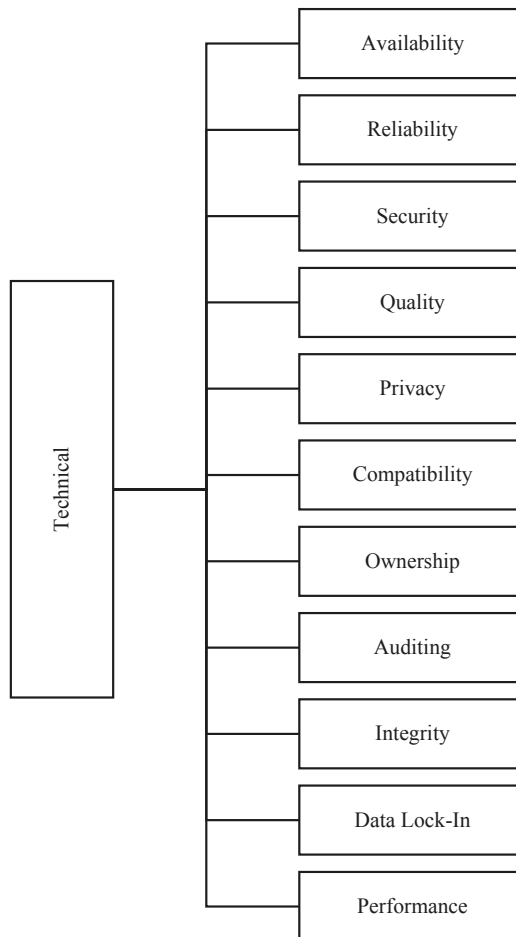 Availability
Reliability
Security
Quality
Privacy
Technical
Compatibility
Ownership
Auditing
Integrity
Data Lock-In
Performance